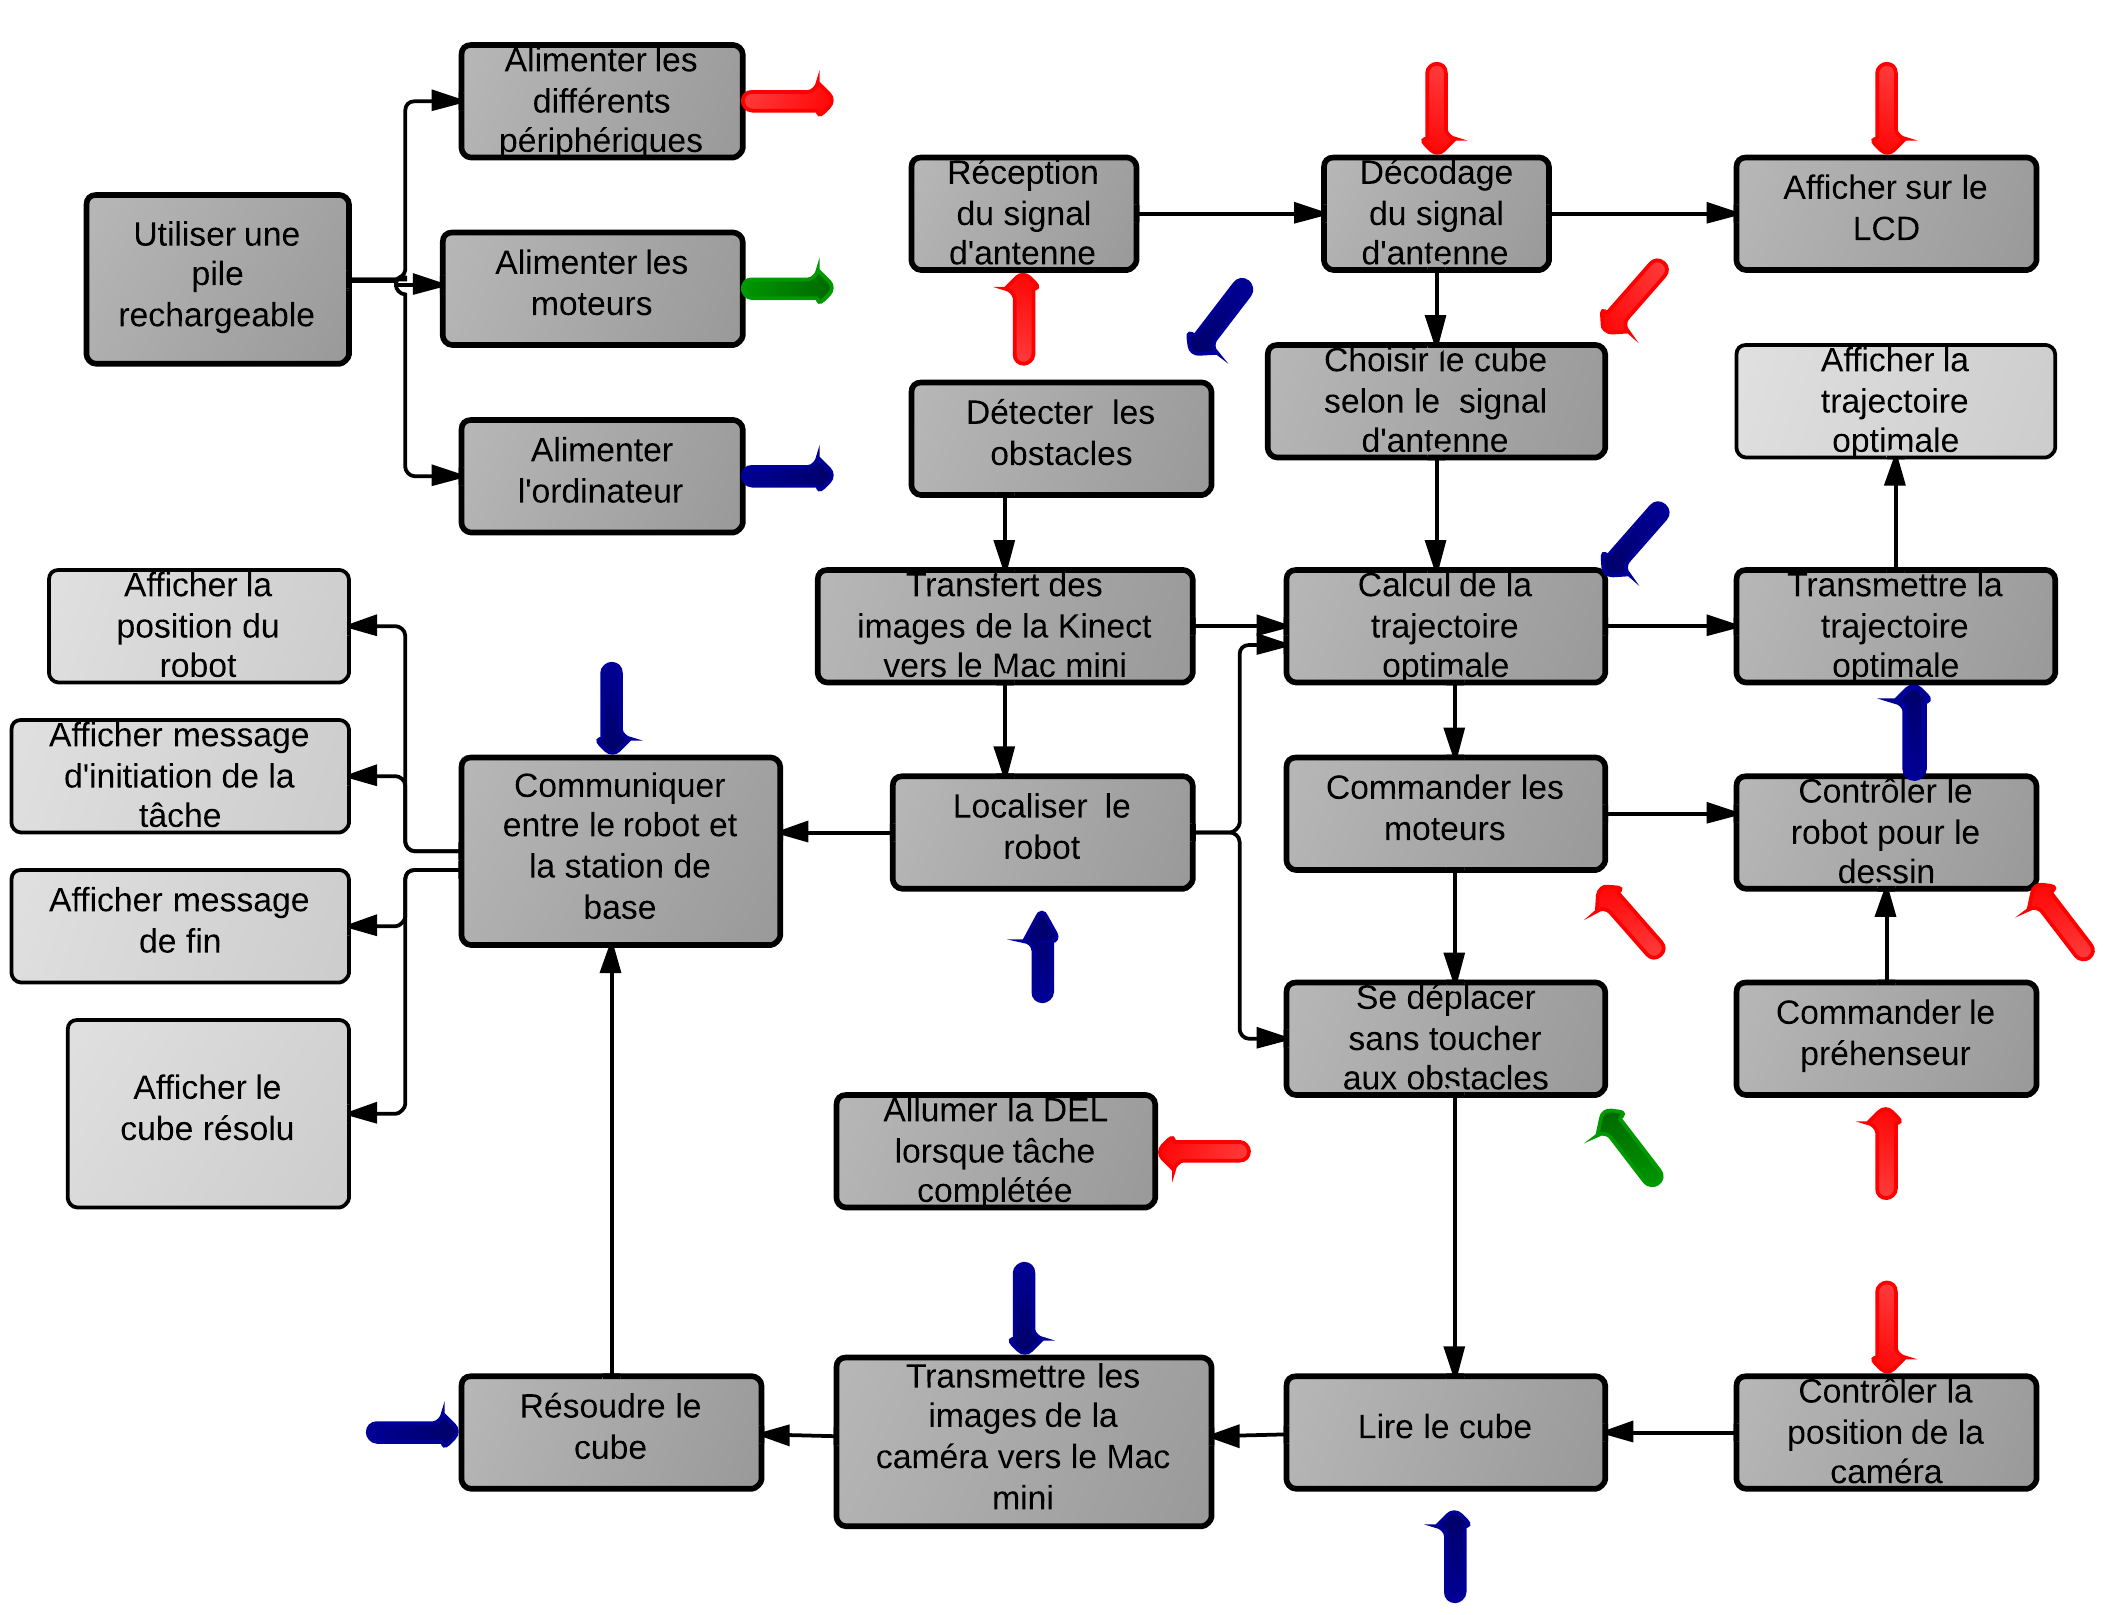 Alimenter les
différents
périphériques
Utiliser une
pile
rechargeable
Alimenter les
moteurs
Alimenter
l'ordinateur
Réception
du signal
d'antenne
Décodage
du signal
d'antenne
Afficher sur le
LCD
Détecter les
obstacles
Choisir le cube
selon le signal
d'antenne
Afficher la
trajectoire
optimale
Transfert des
images de la Kinect
vers le Mac mini
Calcul de la
trajectoire
optimale
Transmettre la
trajectoire
optimale
Afficher la
position du
robot
Afficher message
d'initiation de la
tâche
Afficher message
de fin
Afficher le
cube résolu
Communiquer
entre le robot et
la station de
base
Localiser le
robot
Commander les
moteurs
Contrôler le
robot pour le
dessin
Se déplacer
sans toucher
aux obstacles
Commander le
préhenseur
Allumer la DEL
lorsque tâche
complétée
Résoudre le
cube
Transmettre les
images de la
caméra vers le Mac
mini
Lire le cube
Contrôler la
position de la
caméra